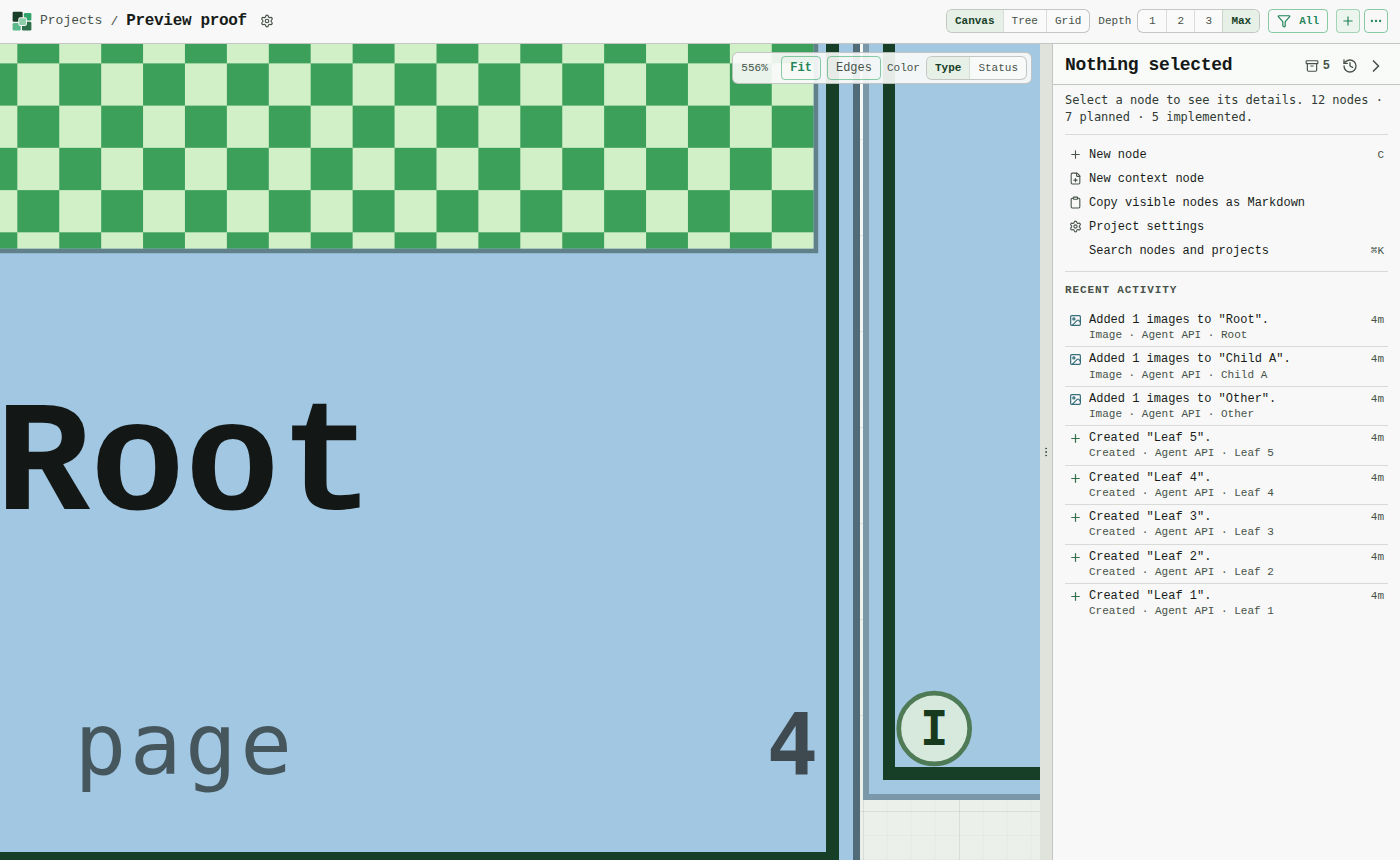 Projects / Preview proof
Canvas Tree Grid Depth 1 2 3 Max All
556% Fit Edges Color Type Status
Root
page 4
I
Nothing selected 5
Select a node to see its details. 12 nodes ·
7 planned · 5 implemented.
New node C
New context node
Copy visible nodes as Markdown
Project settings
Search nodes and projects ⌘K
RECENT ACTIVITY
Added 1 images to "Root". 4m
Image · Agent API · Root
Added 1 images to "Child A". 4m
Image · Agent API · Child A
Added 1 images to "Other". 4m
Image · Agent API · Other
Created "Leaf 5". 4m
Created · Agent API · Leaf 5
Created "Leaf 4". 4m
Created · Agent API · Leaf 4
Created "Leaf 3". 4m
Created · Agent API · Leaf 3
Created "Leaf 2". 4m
Created · Agent API · Leaf 2
Created "Leaf 1". 4m
Created · Agent API · Leaf 1